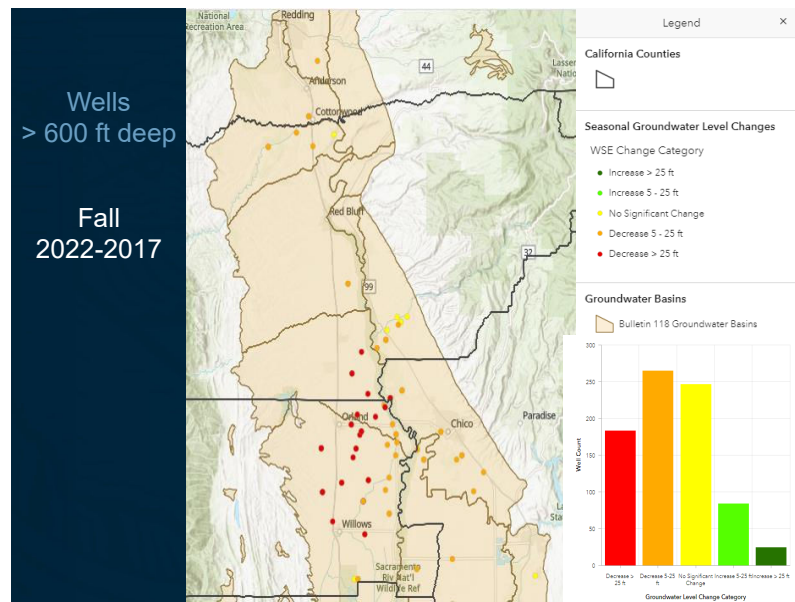 Wells
> 600 ft deep
Fall
2022-2017
National
Recreation Area
Redding
44
Lassen
Natio
Anderson
Cottonwood
Red Bluff
32
99
Orland
Chico
Paradise
Willows
Sacramento
Riv Nat'l
Wildlife Ref
La
Sta
Legend
×
California Counties
Seasonal Groundwater Level Changes
WSE Change Category
Increase > 25 ft
Increase 5 - 25 ft
No Significant Change
Decrease 5 - 25 ft
Decrease > 25 ft
Groundwater Basins
Bulletin 118 Groundwater Basins
300
250
200
150
100
50
0
Well Count
Decrease >
25 ft
Decrease 5-25
ft
No Significant
Change
Increase 5-25 ft
Increase > 25 ft
Groundwater Level Change Category